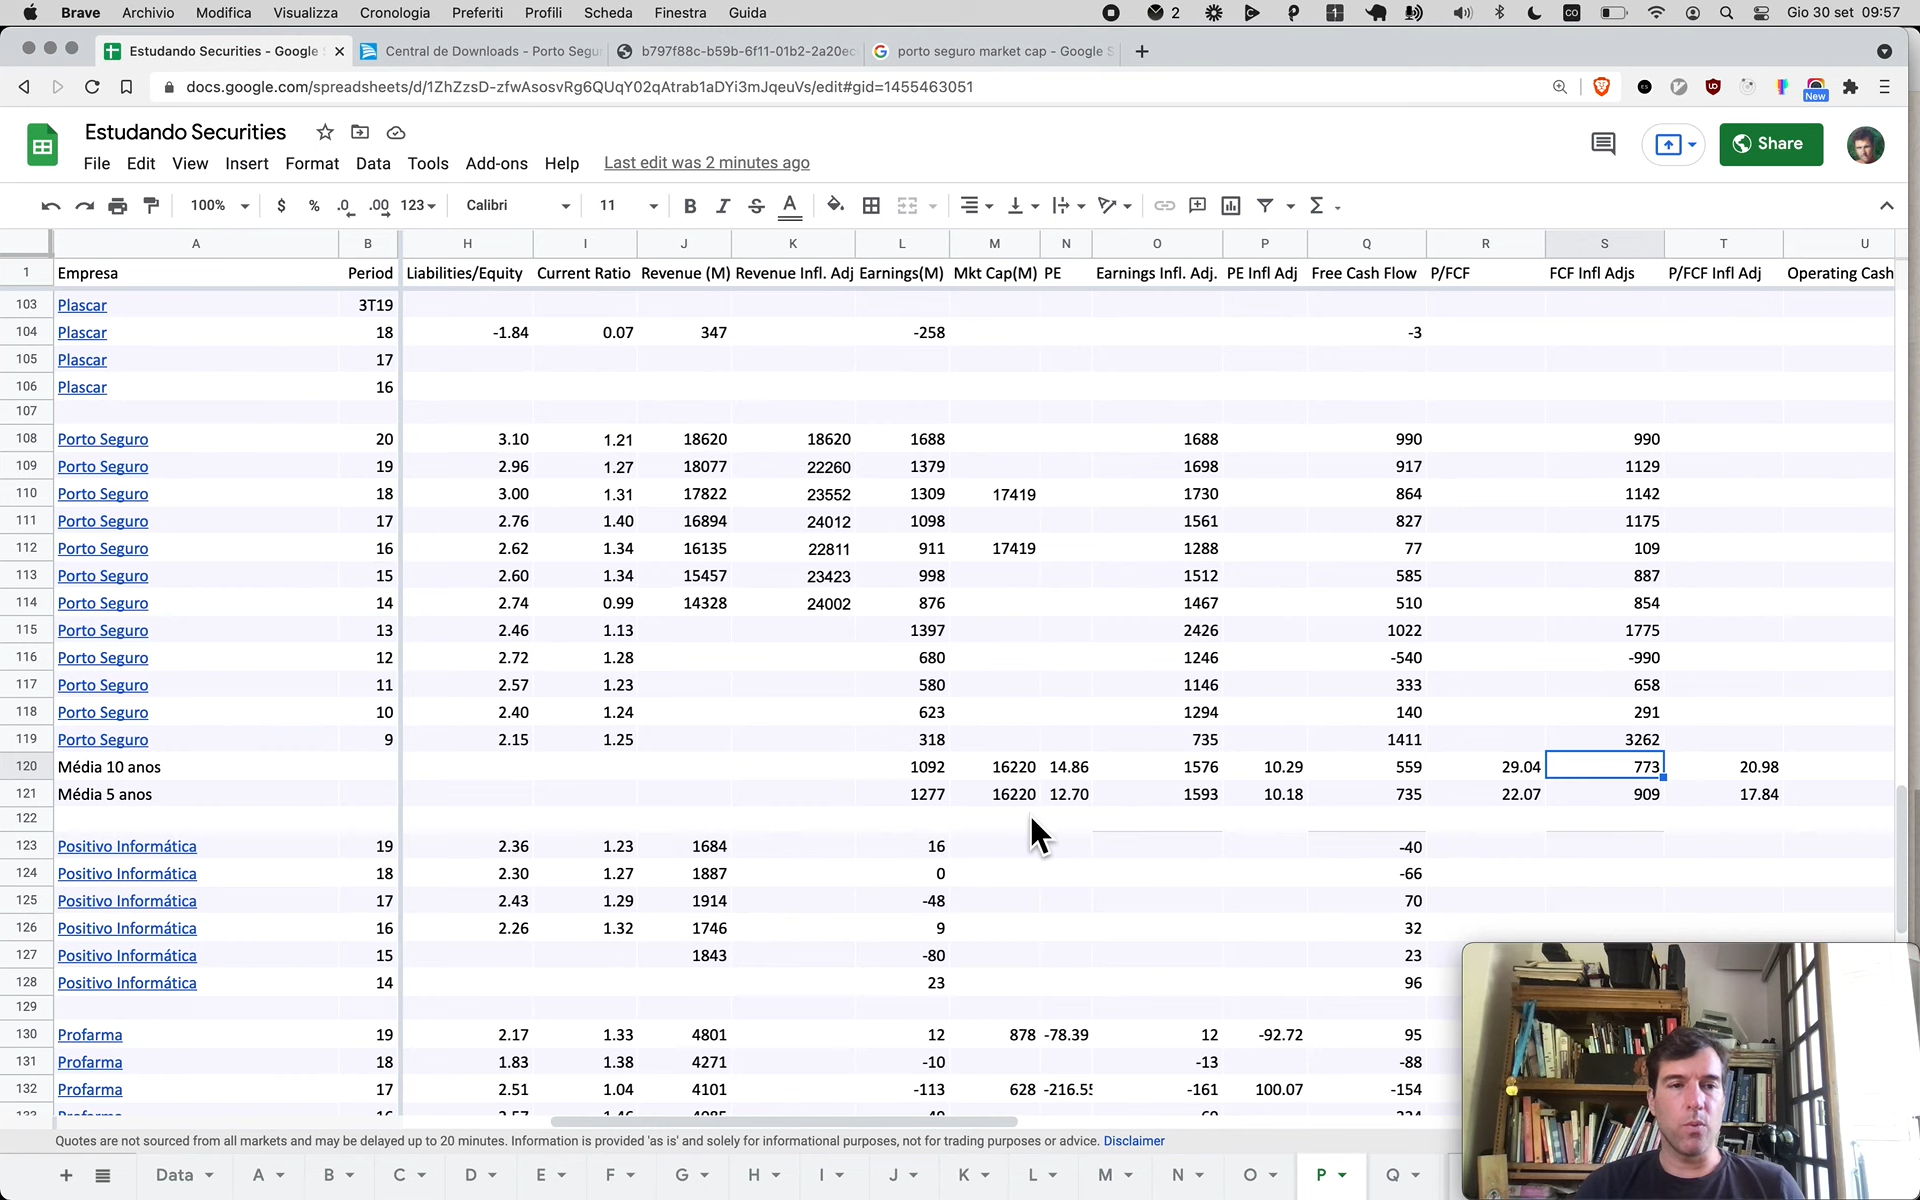 Brave Archivio Modifica Visualizza Cronologia Preferiti Profili Scheda Finestra Guida 2 1 Gio 30 set 09:57
Estudando Securities - Google S Central de Downloads - Porto Segur b797f88c-b59b-6f11-01b2-2a20ec porto seguro market cap - Google S
docs.google.com/spreadsheets/d/1ZhZzsD-zfwAsosvRg6QUqY02qAtrab1aDYi3mJqeuVs/edit#gid=1455463051 New
Estudando Securities
File Edit View Insert Format Data Tools Add-ons Help Last edit was 2 minutes ago Share
100% $ % .0 .00 123 Calibri 11 B I S A Σ
A B H I J K L M N O P Q R S T U
1 Empresa Period Liabilities/Equity Current Ratio Revenue (M) Revenue Infl. Adj Earnings(M) Mkt Cap(M) PE Earnings Infl. Adj. PE Infl Adj Free Cash Flow P/FCF FCF Infl Adjs P/FCF Infl Adj Operating Cash
103 Plascar 3T19
104 Plascar 18 -1.84 0.07 347 -258 -3
105 Plascar 17
106 Plascar 16
107
108 Porto Seguro 20 3.10 1.21 18620 18620 1688 1688 990 990
109 Porto Seguro 19 2.96 1.27 18077 22260 1379 1698 917 1129
110 Porto Seguro 18 3.00 1.31 17822 23552 1309 17419 1730 864 1142
111 Porto Seguro 17 2.76 1.40 16894 24012 1098 1561 827 1175
112 Porto Seguro 16 2.62 1.34 16135 22811 911 17419 1288 77 109
113 Porto Seguro 15 2.60 1.34 15457 23423 998 1512 585 887
114 Porto Seguro 14 2.74 0.99 14328 24002 876 1467 510 854
115 Porto Seguro 13 2.46 1.13 1397 2426 1022 1775
116 Porto Seguro 12 2.72 1.28 680 1246 -540 -990
117 Porto Seguro 11 2.57 1.23 580 1146 333 658
118 Porto Seguro 10 2.40 1.24 623 1294 140 291
119 Porto Seguro 9 2.15 1.25 318 735 1411 3262
120 Média 10 anos 1092 16220 14.86 1576 10.29 559 29.04 773 20.98
121 Média 5 anos 1277 16220 12.70 1593 10.18 735 22.07 909 17.84
122
123 Positivo Informática 19 2.36 1.23 1684 16 -40
124 Positivo Informática 18 2.30 1.27 1887 0 -66
125 Positivo Informática 17 2.43 1.29 1914 -48 70
126 Positivo Informática 16 2.26 1.32 1746 9 32
127 Positivo Informática 15 1843 -80 23
128 Positivo Informática 14 23 96
129
130 Profarma 19 2.17 1.33 4801 12 878 -78.39 12 -92.72 95
131 Profarma 18 1.83 1.38 4271 -10 -13 -88
132 Profarma 17 2.51 1.04 4101 -113 628 -216.55 -161 100.07 -154
Quotes are not sourced from all markets and may be delayed up to 20 minutes. Information is provided 'as is' and solely for informational purposes, not for trading purposes or advice. Disclaimer
+ Data A B C D E F G H I J K L M N O P Q